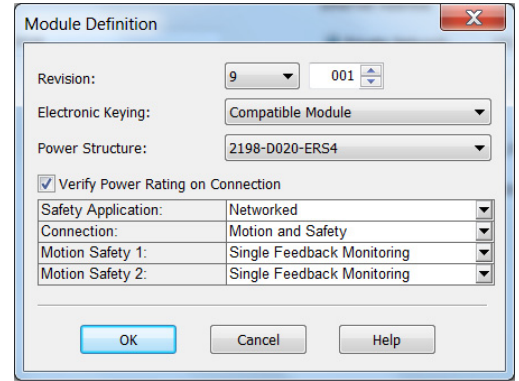 Module Definition
Revision: 9 001
Electronic Keying: Compatible Module
Power Structure: 2198-D020-ERS4
Verify Power Rating on Connection
Safety Application: Networked
Connection: Motion and Safety
Motion Safety 1: Single Feedback Monitoring
Motion Safety 2: Single Feedback Monitoring
OK Cancel Help